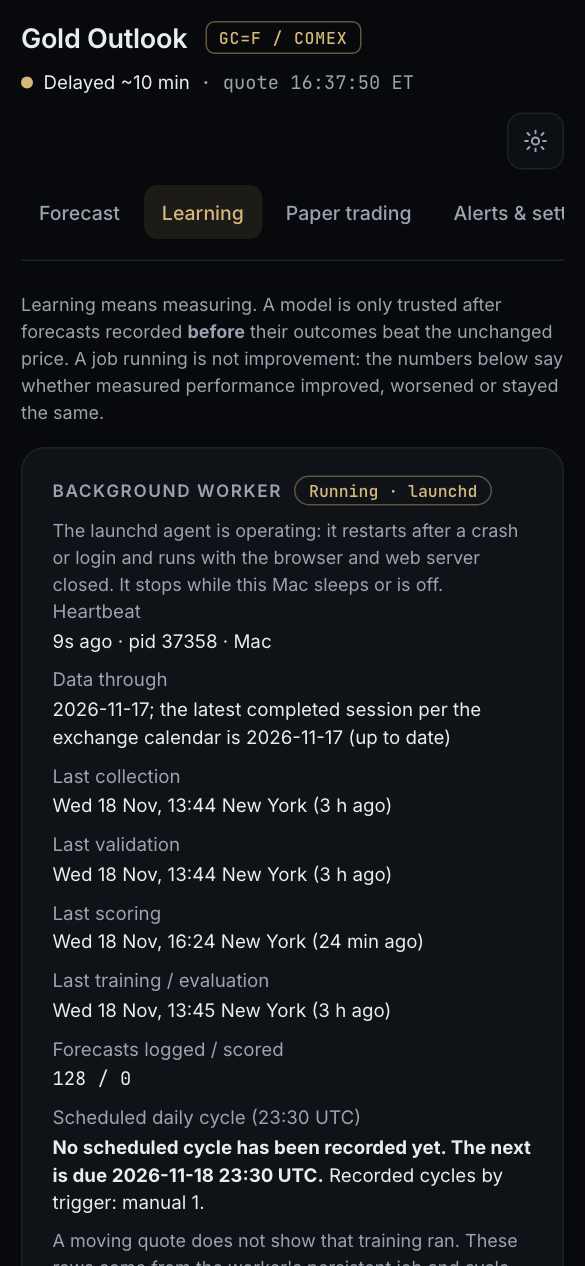 Gold Outlook GC=F / COMEX
Delayed ~10 min · quote 16:37:50 ET
Forecast Learning Paper trading Alerts & sett
Learning means measuring. A model is only trusted after
forecasts recorded before their outcomes beat the unchanged
price. A job running is not improvement: the numbers below say
whether measured performance improved, worsened or stayed
the same.
BACKGROUND WORKER Running · launchd
The launchd agent is operating: it restarts after a crash
or login and runs with the browser and web server
closed. It stops while this Mac sleeps or is off.
Heartbeat
9s ago · pid 37358 · Mac
Data through
2026-11-17; the latest completed session per the
exchange calendar is 2026-11-17 (up to date)
Last collection
Wed 18 Nov, 13:44 New York (3 h ago)
Last validation
Wed 18 Nov, 13:44 New York (3 h ago)
Last scoring
Wed 18 Nov, 16:24 New York (24 min ago)
Last training / evaluation
Wed 18 Nov, 13:45 New York (3 h ago)
Forecasts logged / scored
128 / 0
Scheduled daily cycle (23:30 UTC)
No scheduled cycle has been recorded yet. The next
is due 2026-11-18 23:30 UTC. Recorded cycles by
trigger: manual 1.
A moving quote does not show that training ran. These
rows come from the worker's persistent job and cycle